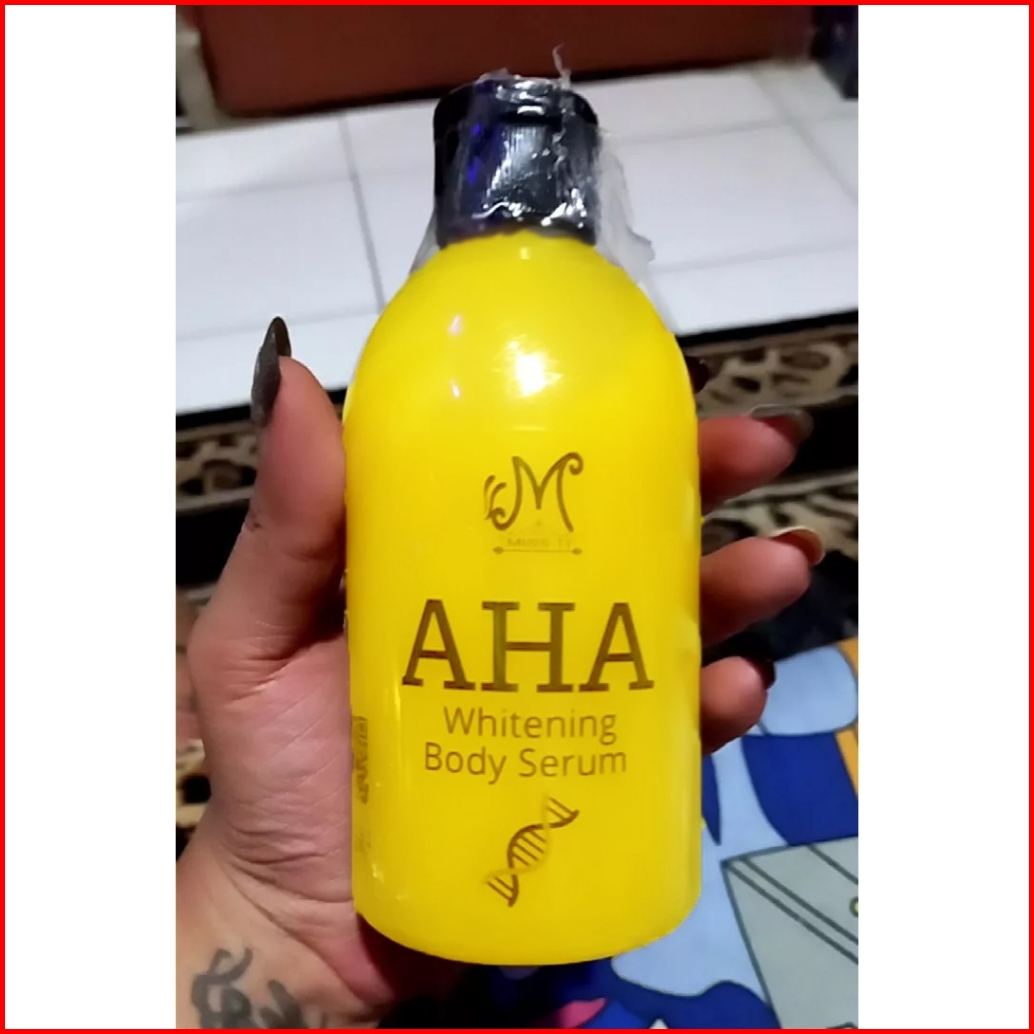 M
AHA
Whitening
Body Serum